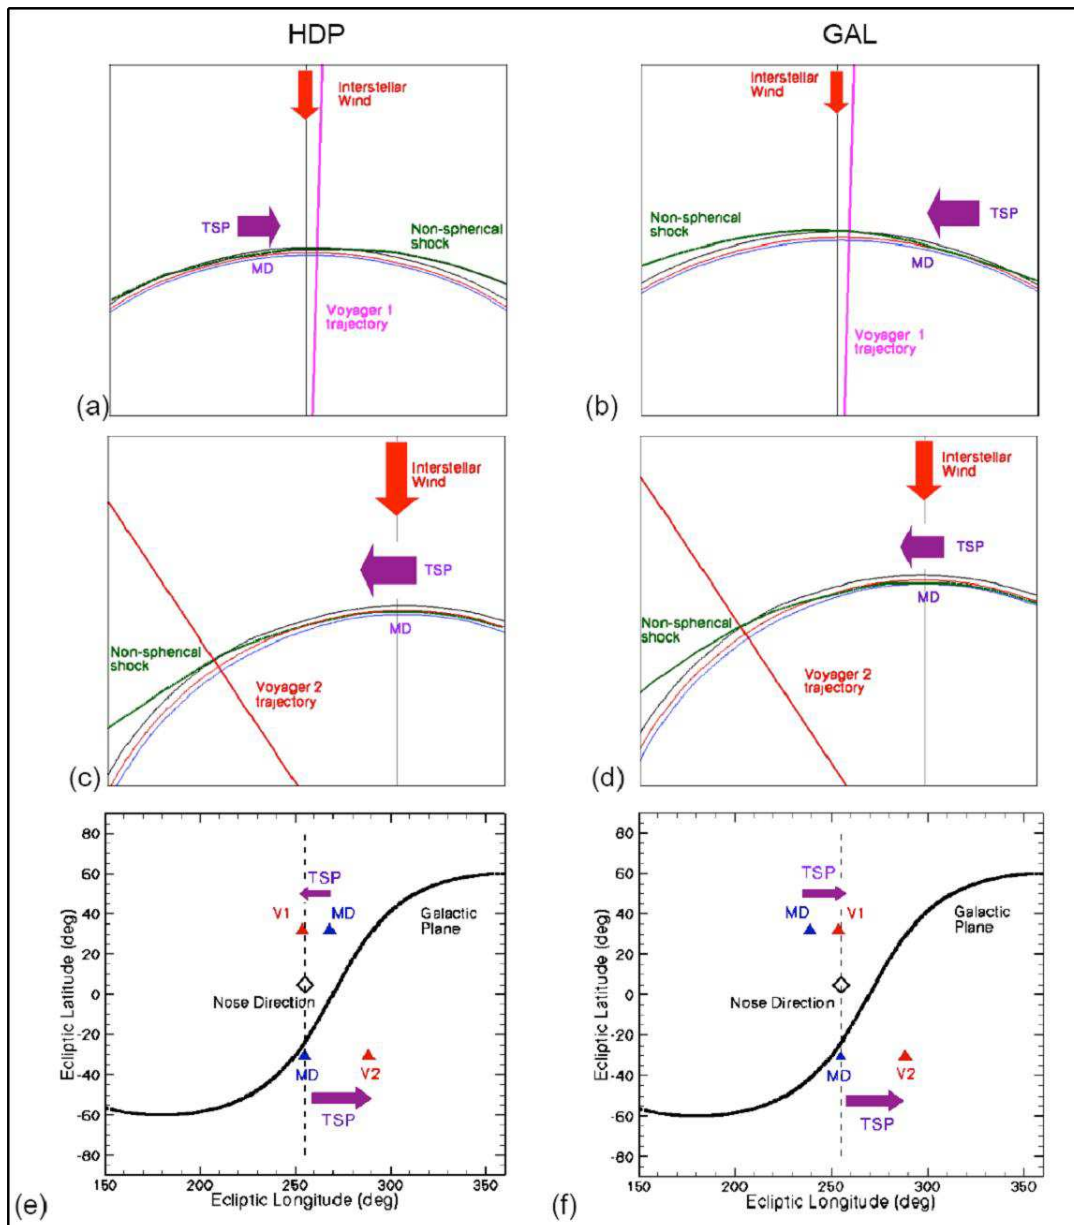 HDP
GAL
Interstellar
Wind
TSP
Non-spherical
shock
MD
Voyager 1
trajectory
(a)
Interstellar
Wind
Non-spherical
shock
TSP
MD
Voyager 1
trajectory
(b)
Interstellar
Wind
TSP
MD
Non-spherical
shock
Voyager 2
trajectory
(c)
Interstellar
Wind
TSP
MD
Non-spherical
shock
Voyager 2
trajectory
(d)
80
60
40
20
0
-20
-40
-60
-80
Ecliptic Latitude (deg)
TSP
V1
MD
Galactic
Plane
Nose Direction
MD
V2
TSP
150
200
250
300
350
Ecliptic Longitude (deg)
(e)
80
60
40
20
0
-20
-40
-60
-80
Ecliptic Latitude (deg)
TSP
MD
V1
Galactic
Plane
Nose Direction
MD
V2
TSP
150
200
250
300
350
Ecliptic Longitude (deg)
(f)